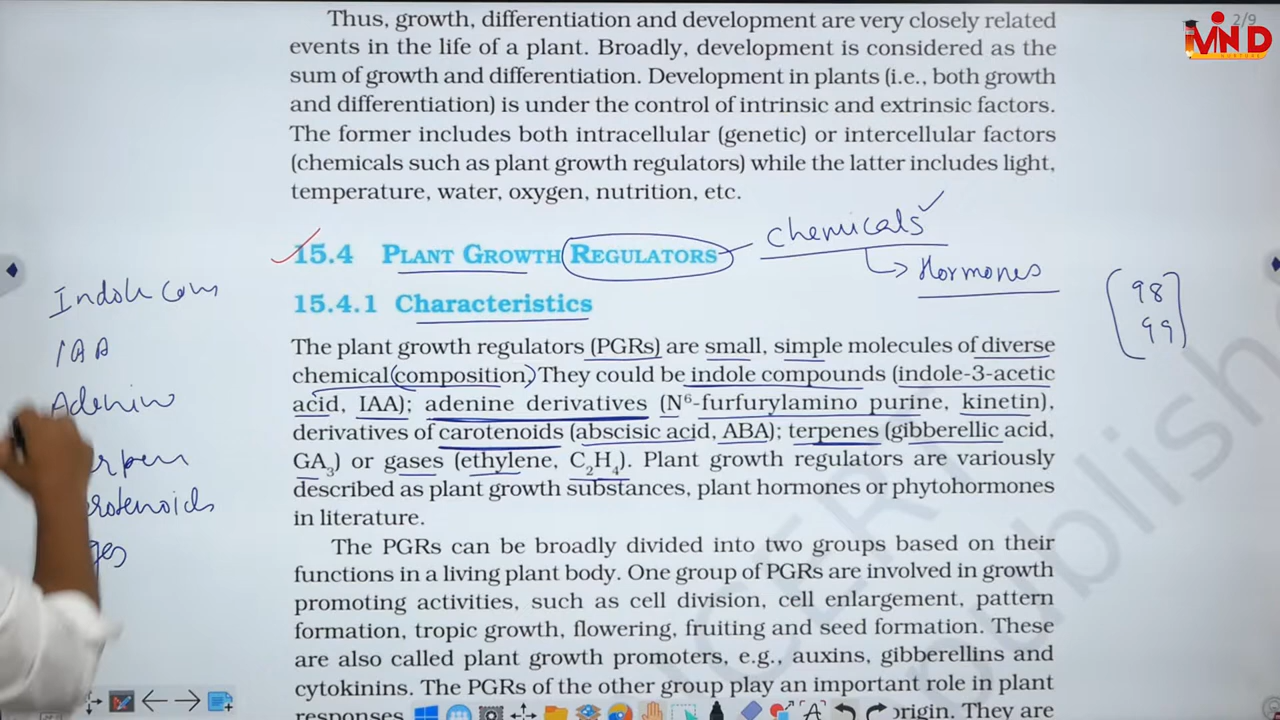 Thus, growth, differentiation and development are very closely related
events in the life of a plant. Broadly, development is considered as the
sum of growth and differentiation. Development in plants (i.e., both growth
and differentiation) is under the control of intrinsic and extrinsic factors.
The former includes both intracellular (genetic) or intercellular factors
(chemicals such as plant growth regulators) while the latter includes light,
temperature, water, oxygen, nutrition, etc.
2/9
MIND
15.4 PLANT GROWTH REGULATORS
Chemicals
Hormones
98
99
15.4.1 Characteristics
The plant growth regulators (PGRs) are small, simple molecules of diverse
chemical composition. They could be indole compounds (indole-3-acetic
acid, IAA); adenine derivatives (N⁶-furfurylamino purine, kinetin),
derivatives of carotenoids (abscisic acid, ABA); terpenes (gibberellic acid,
GA₃) or gases (ethylene, C₂H₄). Plant growth regulators are variously
described as plant growth substances, plant hormones or phytohormones
in literature.
Indole com
IAA
Adenin
erpen
rotenoids
ges
The PGRs can be broadly divided into two groups based on their
functions in a living plant body. One group of PGRs are involved in growth
promoting activities, such as cell division, cell enlargement, pattern
formation, tropic growth, flowering, fruiting and seed formation. These
are also called plant growth promoters, e.g., auxins, gibberellins and
cytokinins. The PGRs of the other group play an important role in plant
responses origin. They are
publish